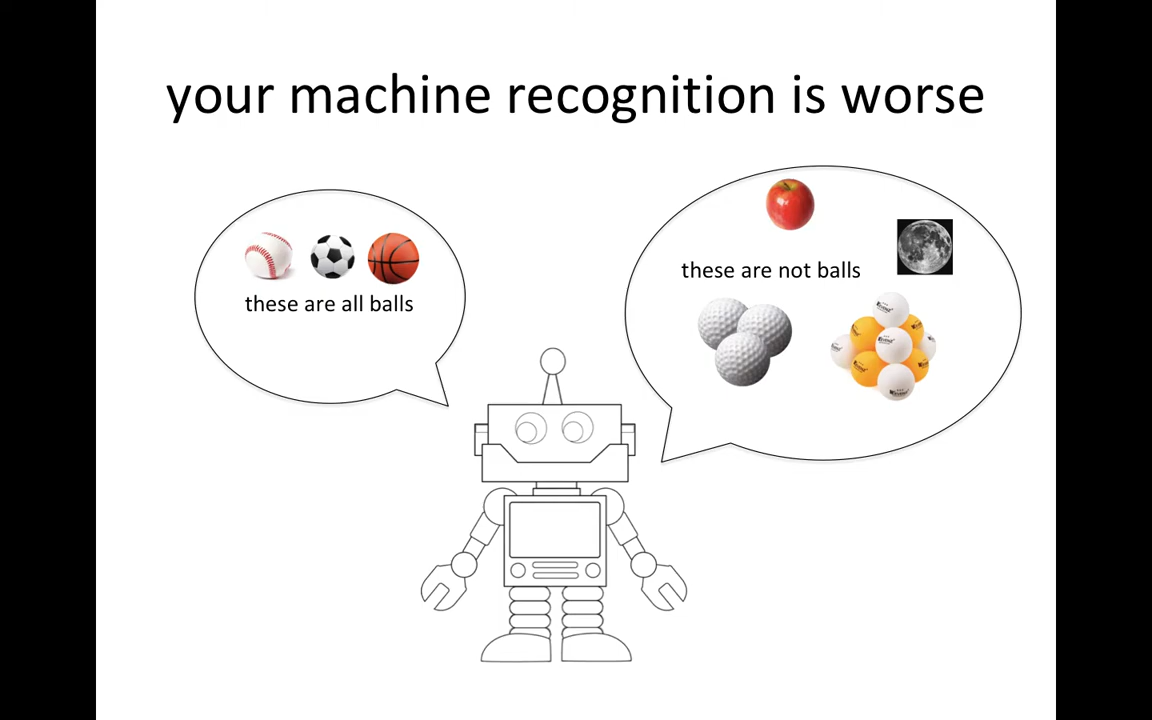 your machine recognition is worse
these are all balls
these are not balls